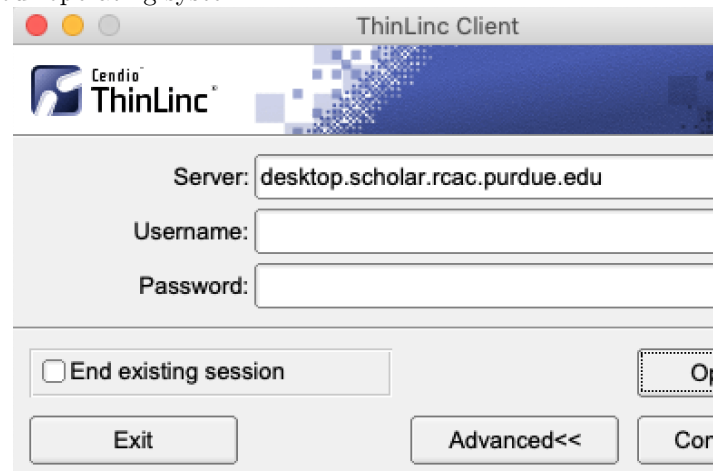 ThinLinc Client
Cendio
ThinLinc
Server: desktop.scholar.rcac.purdue.edu
Username:
Password:
End existing session
Exit Advanced<<